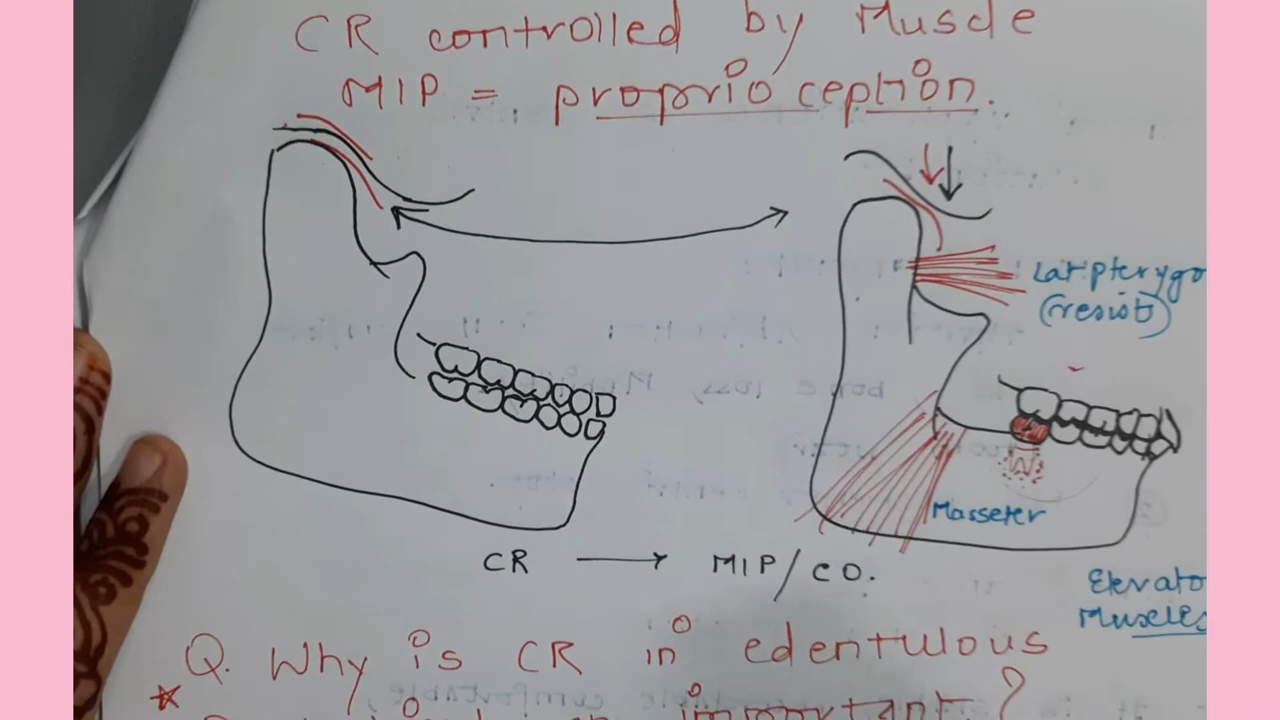 CR controlled by Muscle
MIP = proprioception.
Lat pterygo
(resist)
Masseter
CR → MIP/CO.
Elevato
Muscles
Q. Why is CR in edentulous
important?